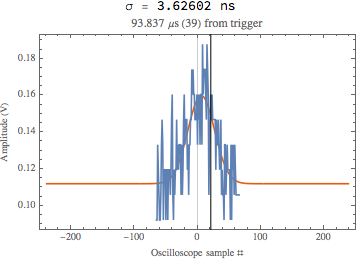 σ = 3.62602 ns
93.837 μs (39) from trigger
Amplitude (V)
0.18
0.16
0.14
0.12
0.10
-200 -100 0 100 200
Oscilloscope sample #